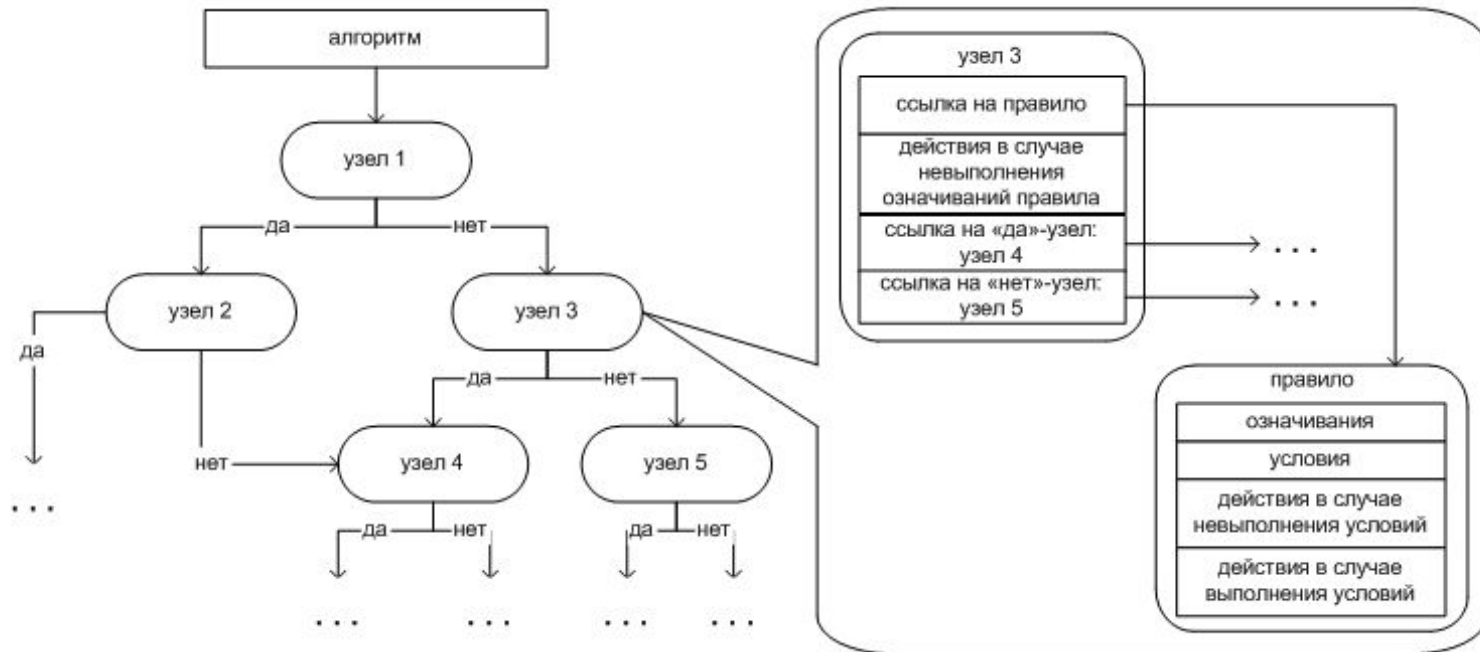 алгоритм
узел 1
да
нет
узел 2
узел 3
да
нет
да
нет
узел 4
узел 5
да
нет
да
нет
. . .
. . .
. . .
. . .
. . .
узел 3
ссылка на правило
действия в случае
невыполнения
означиваний правила
ссылка на «да»-узел:
узел 4
. . .
ссылка на «нет»-узел:
узел 5
. . .
правило
означивания
условия
действия в случае
невыполнения условий
действия в случае
выполнения условий